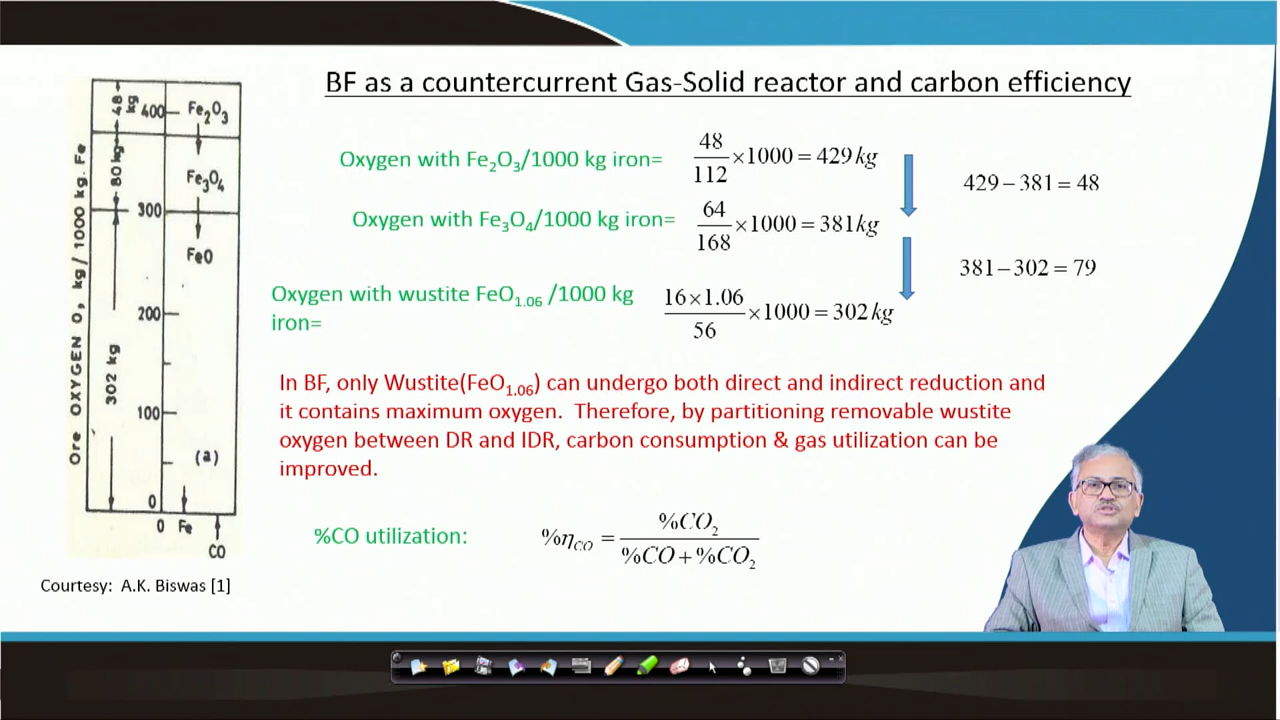 BF as a countercurrent Gas-Solid reactor and carbon efficiency
Ore OXYGEN O, kg/1000 kg. Fe
48 kg
80 kg
302 kg
400
300
200
100
0
Fe₂O₃
Fe₃O₄
FeO
(a)
0 Fe
CO
Courtesy: A.K. Biswas [1]
Oxygen with Fe₂O₃/1000 kg iron= 48/112 ×1000 = 429 kg
429 − 381 = 48
Oxygen with Fe₃O₄/1000 kg iron= 64/168 ×1000 = 381 kg
381 − 302 = 79
Oxygen with wustite FeO₁.₀₆ /1000 kg
iron= 16×1.06/56 ×1000 = 302 kg
In BF, only Wustite(FeO₁.₀₆) can undergo both direct and indirect reduction and
it contains maximum oxygen. Therefore, by partitioning removable wustite
oxygen between DR and IDR, carbon consumption & gas utilization can be
improved.
%CO utilization: %η_CO = %CO₂/(%CO + %CO₂)